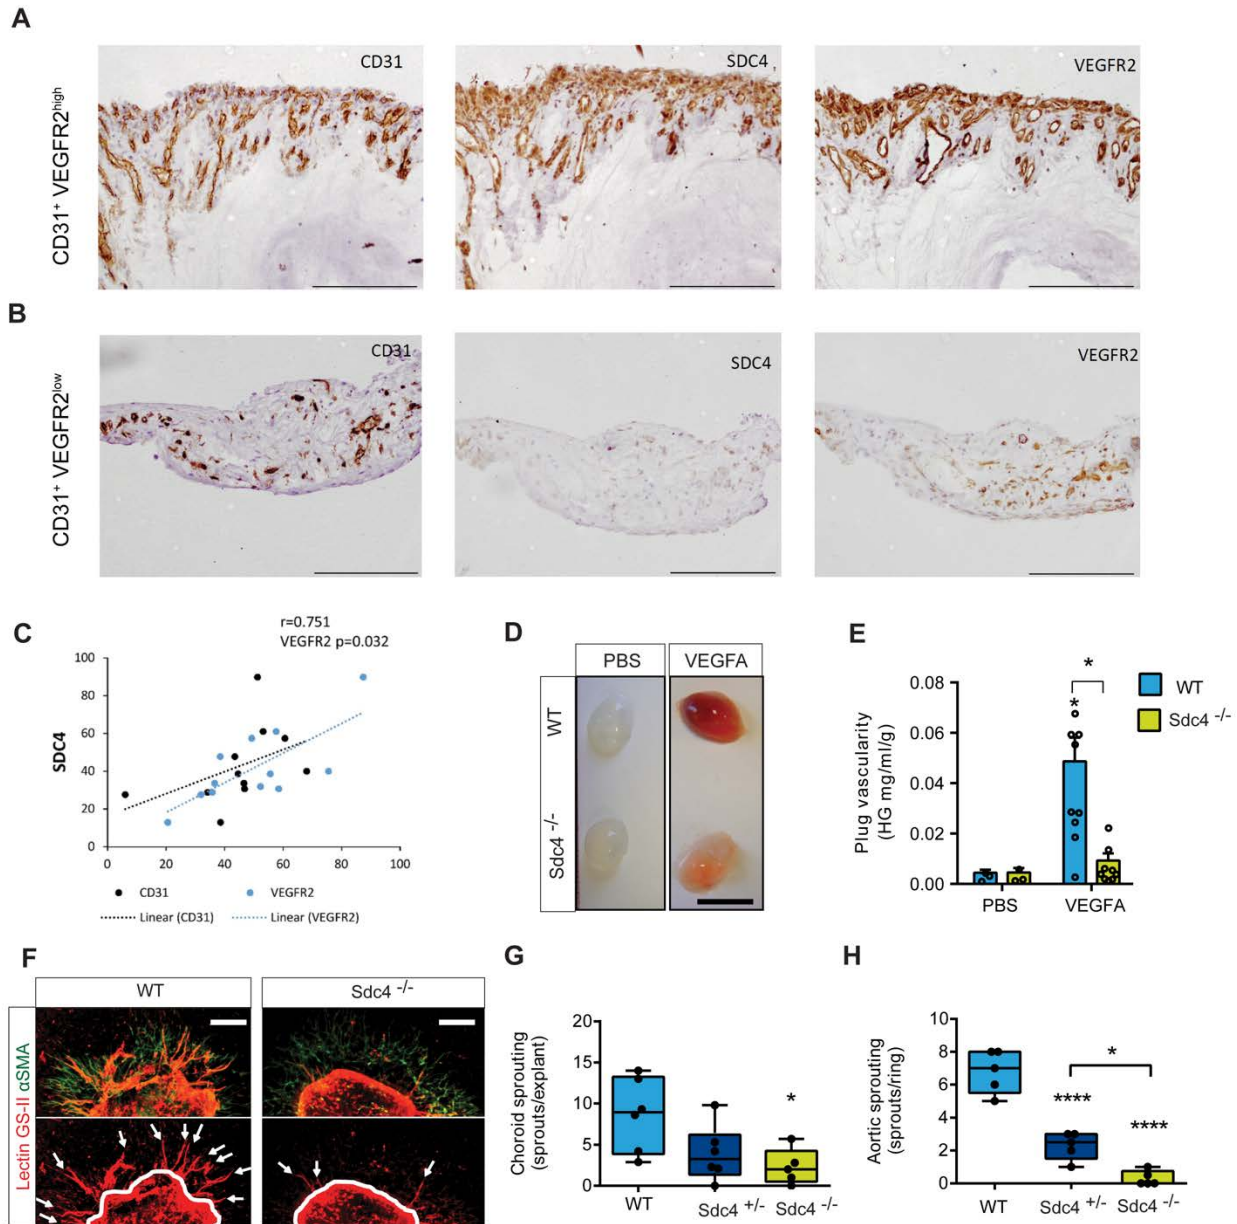 A
CD31⁺ VEGFR2ʰⁱᵍʰ
CD31
SDC4
VEGFR2
B
CD31⁺ VEGFR2ˡᵒʷ
CD31
SDC4
VEGFR2
C
r=0.751
VEGFR2 p=0.032
SDC4
100
80
60
40
20
0
0 20 40 60 80 100
CD31 VEGFR2
Linear (CD31) Linear (VEGFR2)
D
PBS VEGFA
WT
Sdc4 -/-
E
Plug vascularity
(HG mg/ml/g)
0.08
0.06
0.04
0.02
0.00
*
*
PBS VEGFA
WT
Sdc4 -/-
F
WT Sdc4 -/-
Lectin GS-II αSMA
G
Choroid sprouting
(sprouts/explant)
20
15
10
5
0
*
WT Sdc4 +/- Sdc4 -/-
H
Aortic sprouting
(sprouts/ring)
10
8
6
4
2
0
*
****
****
WT Sdc4 +/- Sdc4 -/-